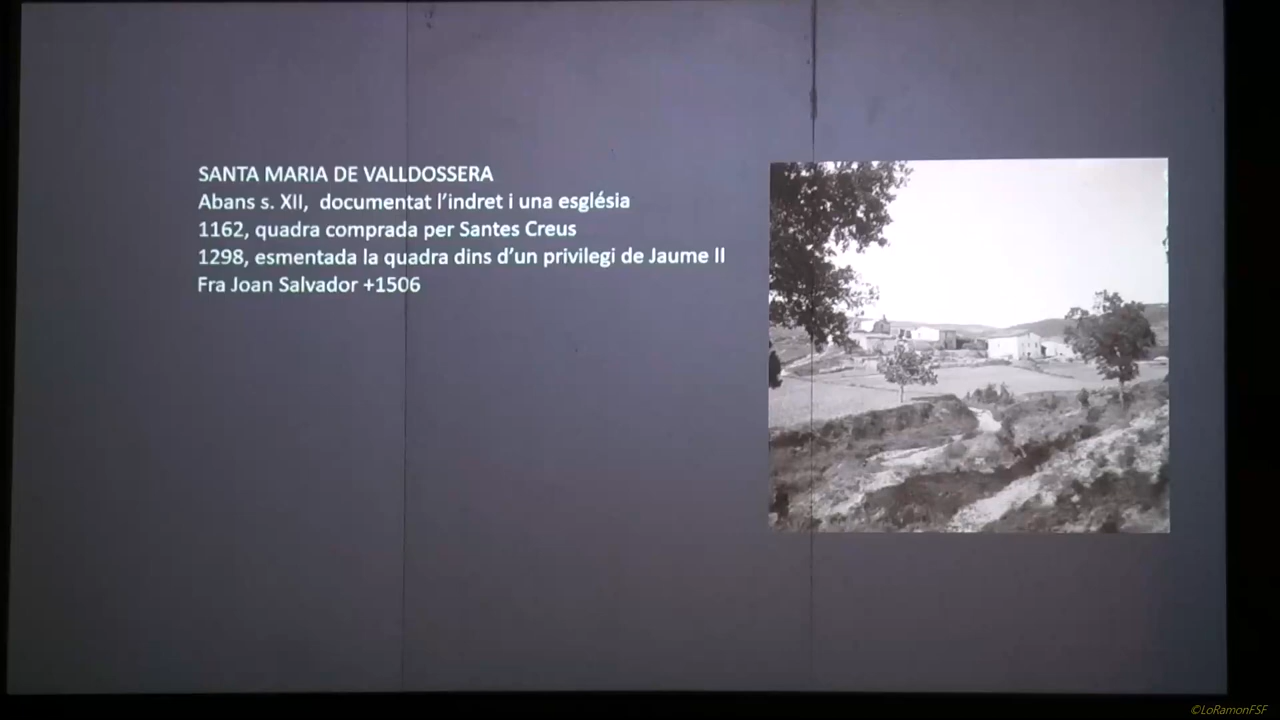 SANTA MARIA DE VALLDOSSERA
Abans s. XII, documentat l'indret i una església
1162, quadra comprada per Santes Creus
1298, esmentada la quadra dins d'un privilegi de Jaume II
Fra Joan Salvador +1506
©LoRamonFSF